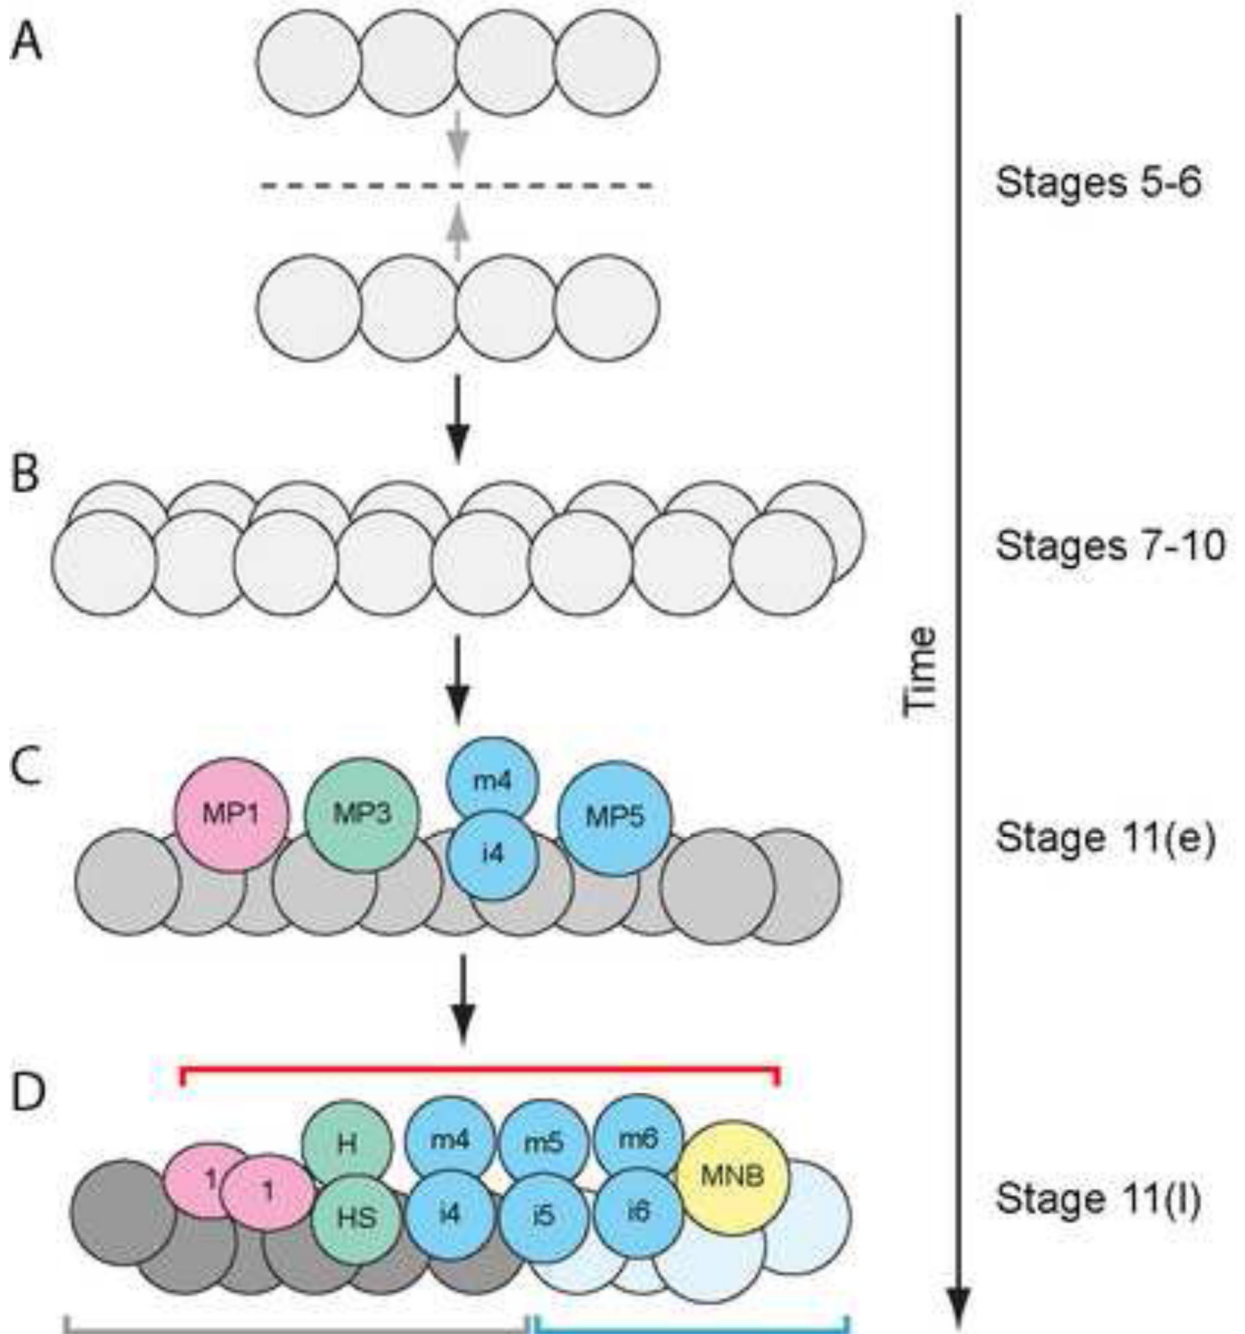 A
Stages 5-6
B
Stages 7-10
Time
C
MP1
MP3
m4
i4
MP5
Stage 11(e)
D
1
1
H
HS
m4
i4
m5
i5
m6
i6
MNB
Stage 11(l)